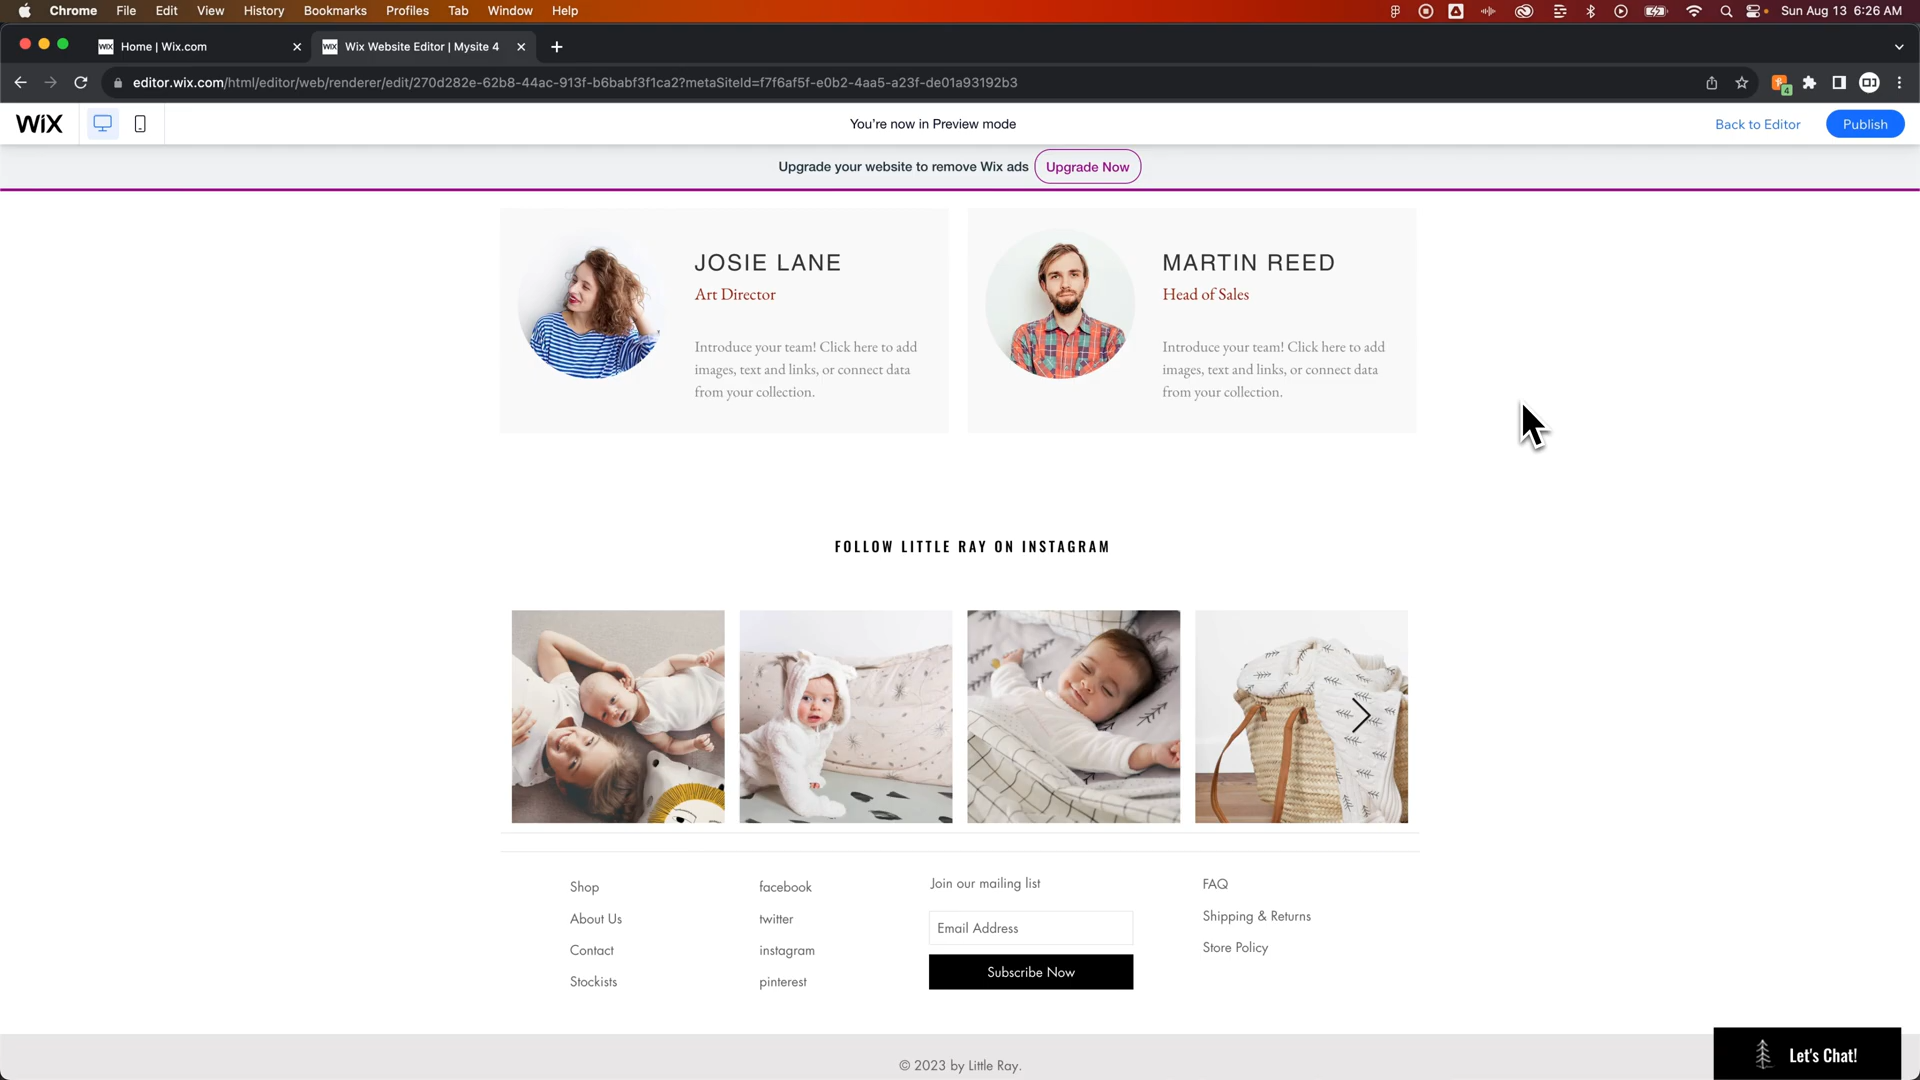 Chrome File Edit View History Bookmarks Profiles Tab Window Help
Sun Aug 13 6:26 AM
WIX Home | Wix.com
WIX Wix Website Editor | Mysite 4
editor.wix.com/html/editor/web/renderer/edit/270d282e-62b8-44ac-913f-b6babf3f1ca2?metaSiteId=f7f6af5f-e0b2-4aa5-a23f-de01a93192b3
4
WIX
You're now in Preview mode
Back to Editor
Publish
Upgrade your website to remove Wix ads
Upgrade Now
JOSIE LANE
Art Director
Introduce your team! Click here to add
images, text and links, or connect data
from your collection.
MARTIN REED
Head of Sales
Introduce your team! Click here to add
images, text and links, or connect data
from your collection.
FOLLOW LITTLE RAY ON INSTAGRAM
Shop
About Us
Contact
Stockists
facebook
twitter
instagram
pinterest
Join our mailing list
Email Address
Subscribe Now
FAQ
Shipping & Returns
Store Policy
© 2023 by Little Ray.
Let's Chat!